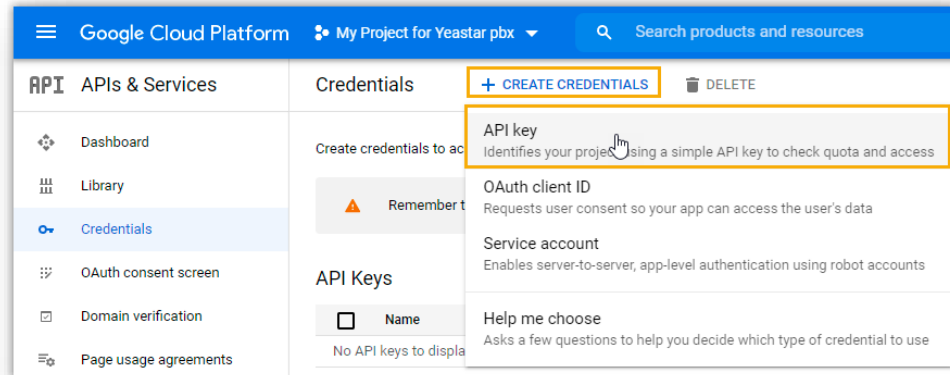 Google Cloud Platform My Project for Yeastar pbx Search products and resources
API APIs & Services Credentials + CREATE CREDENTIALS DELETE
Dashboard
Library
Credentials
OAuth consent screen
Domain verification
Page usage agreements
Create credentials to ac
Remember t
API Keys
Name
No API keys to displa
API key
Identifies your project using a simple API key to check quota and access
OAuth client ID
Requests user consent so your app can access the user's data
Service account
Enables server-to-server, app-level authentication using robot accounts
Help me choose
Asks a few questions to help you decide which type of credential to use